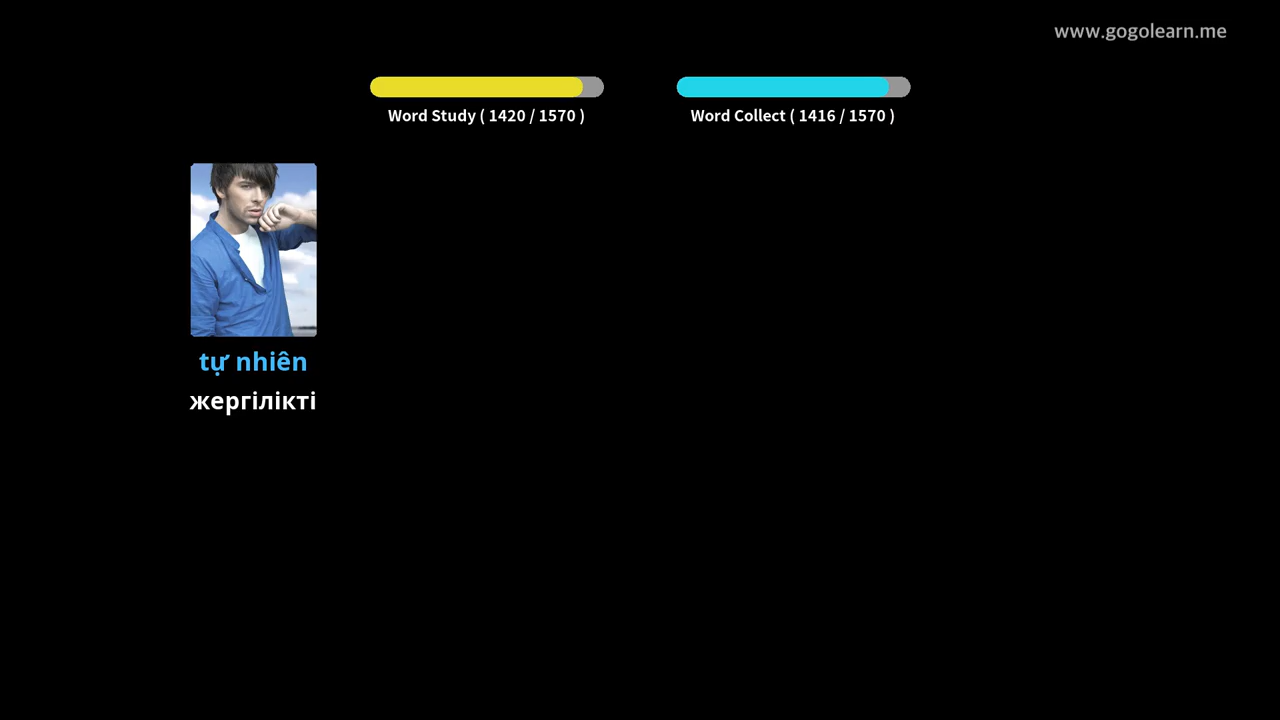 www.gogolearn.me
Word Study ( 1420 / 1570 )
Word Collect ( 1416 / 1570 )
tự nhiên
жергілікті